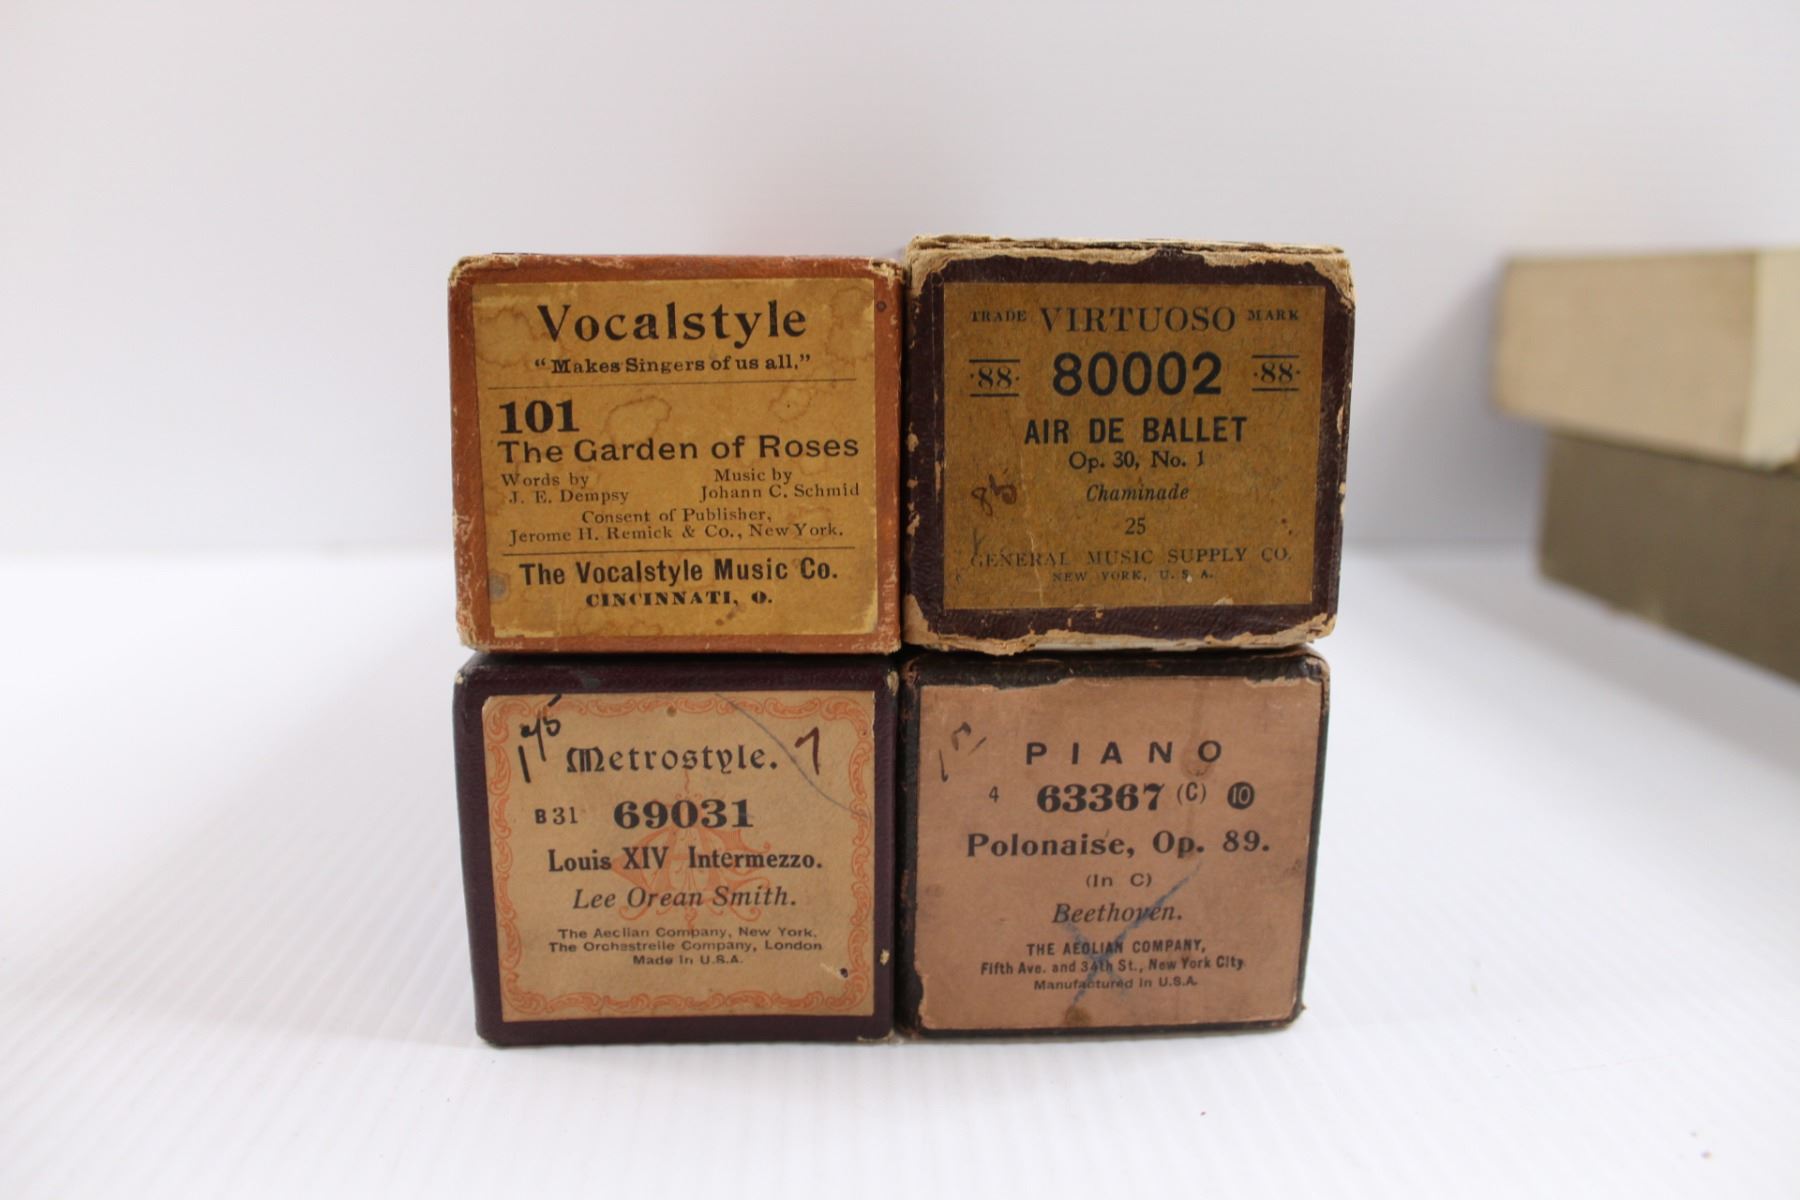 Vocalstyle
"Makes Singers of us all,"
101
The Garden of Roses
Words by Music by
J. E. Dempsy Johann C. Schmid
Consent of Publisher,
Jerome H. Remick & Co., New York.
The Vocalstyle Music Co.
CINCINNATI, O.
TRADE VIRTUOSO MARK
·88· 80002 ·88·
AIR DE BALLET
Op. 30, No. 1
Chaminade
25
GENERAL MUSIC SUPPLY CO.
NEW YORK, U. S. A.
Metrostyle. 7
B31 69031
Louis XIV Intermezzo.
Lee Orean Smith.
The Aeolian Company, New York.
The Orchestrelle Company, London
Made in U.S.A.
PIANO
4 63367 (C) 10
Polonaise, Op. 89.
(In C)
Beethoven.
THE AEOLIAN COMPANY,
Fifth Ave. and 34th St., New York City
Manufactured in U.S.A.